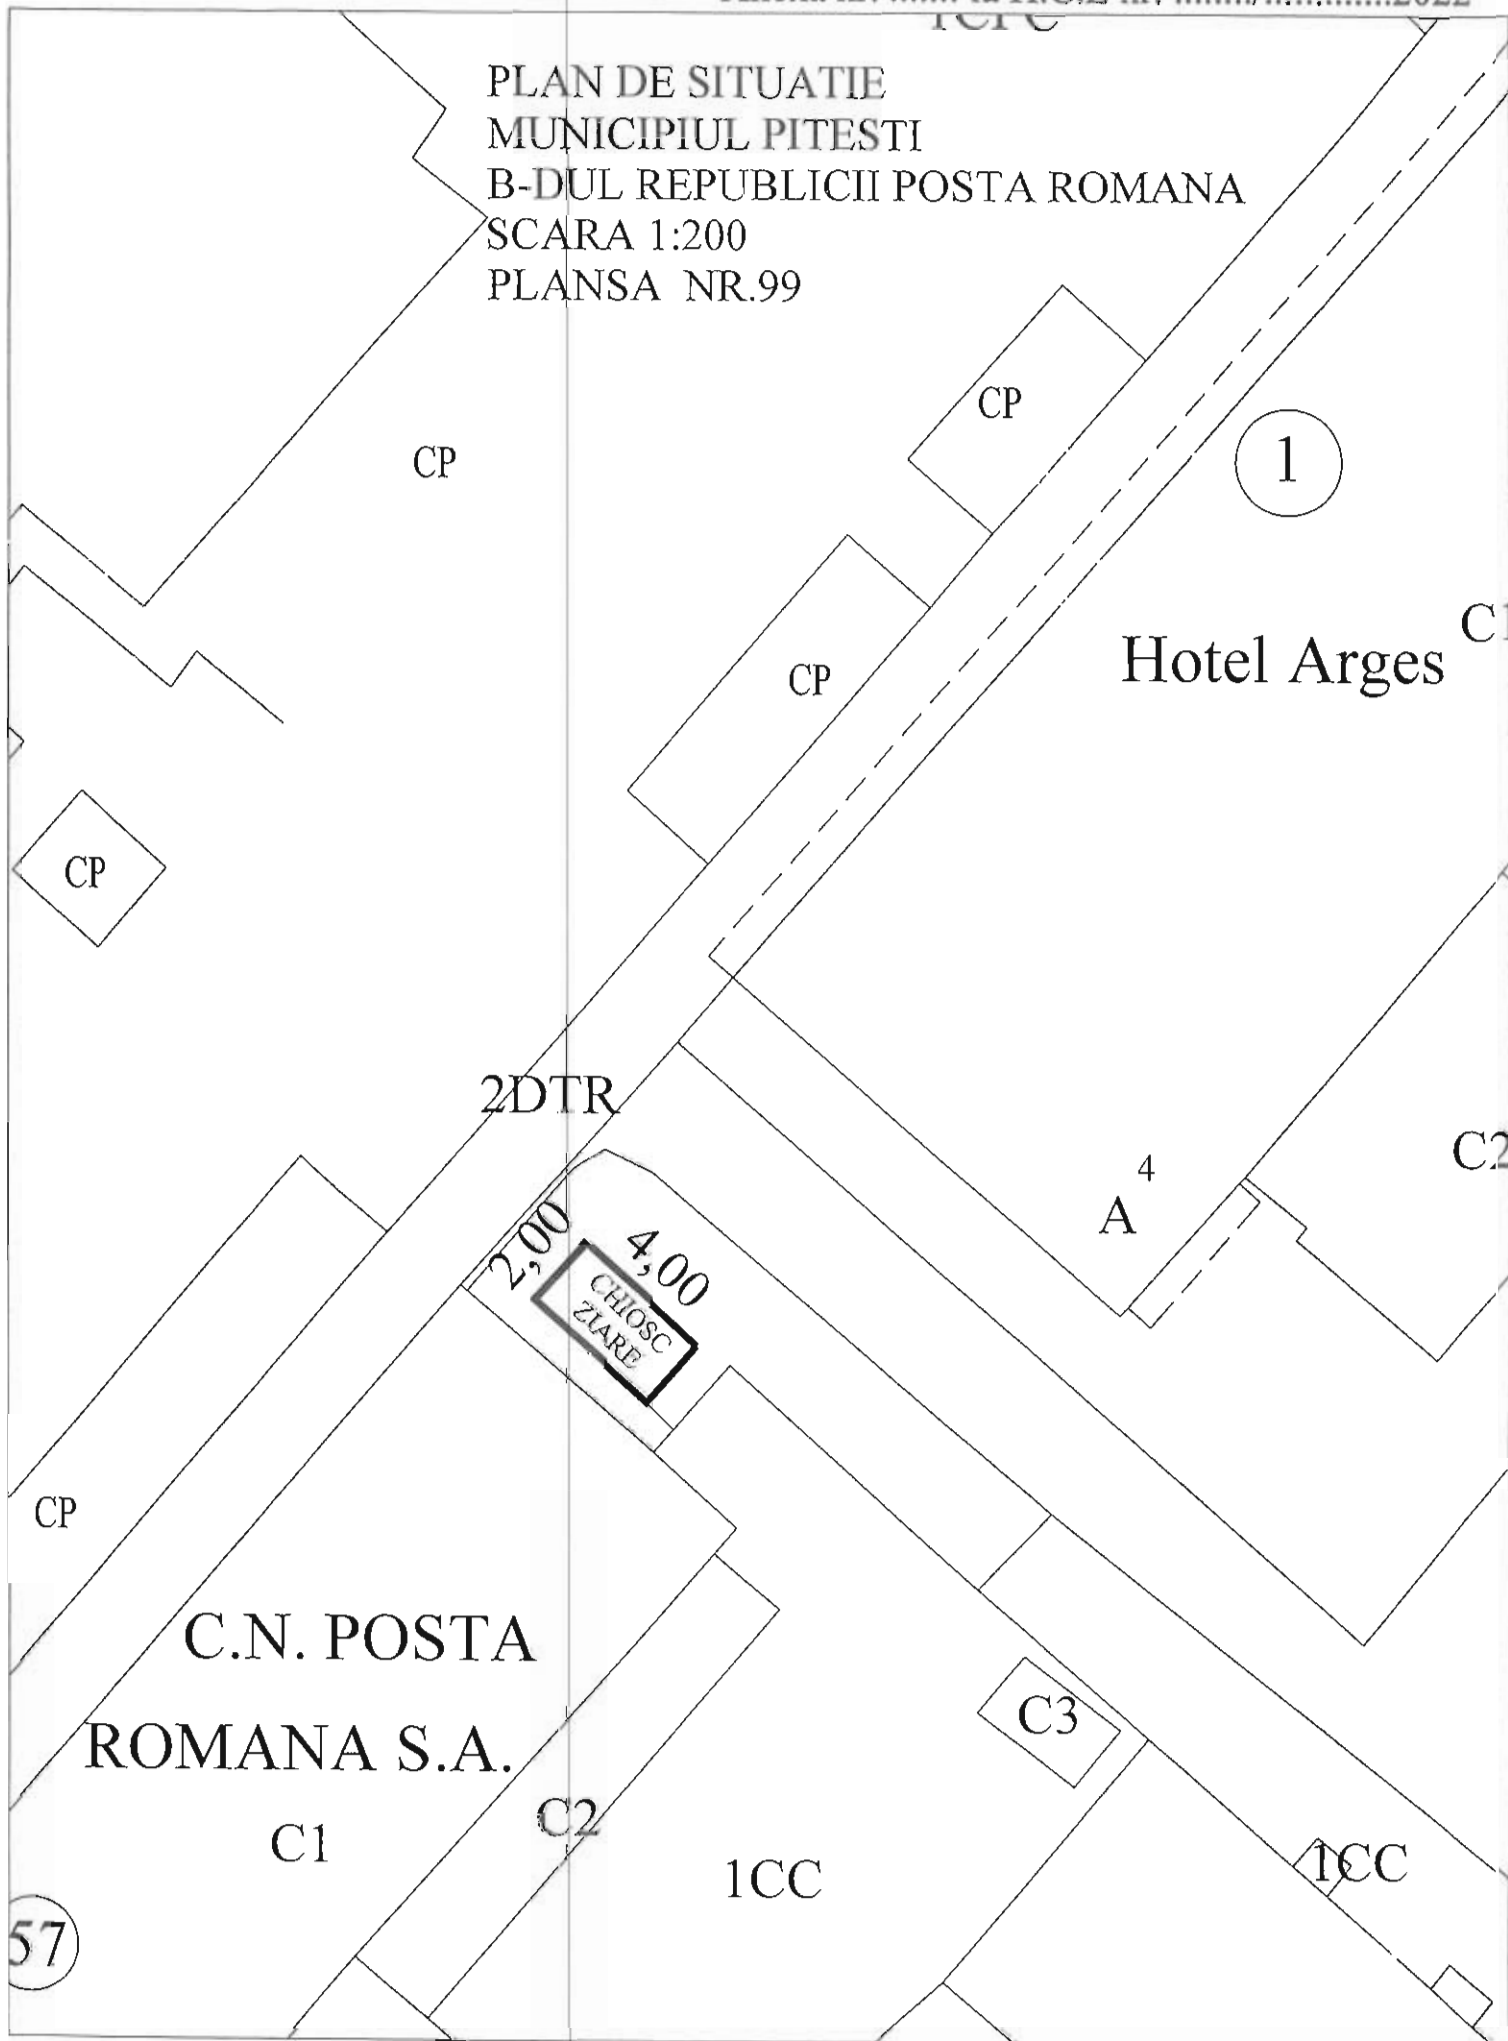 PLAN DE SITUATIE
MUNICIPIUL PITESTI
B-DUL REPUBLICII POSTA ROMANA
SCARA 1:200
PLANSA NR.99
CP
CP
1
C1
Hotel Arges
CP
CP
2DTR
4
A
C2
2,00
4,00
CHIOSC
ZIARE
CP
C.N. POSTA
ROMANA S.A.
C3
C2
C1
1CC
1CC
57